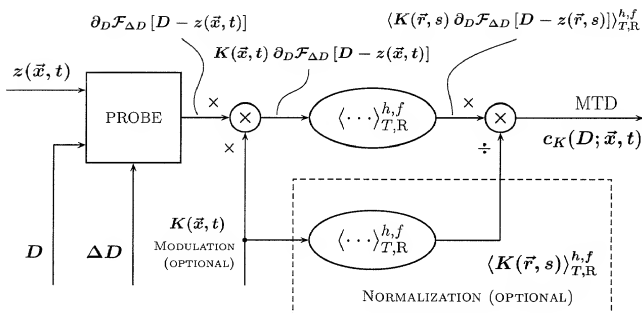 ∂_D 𝓕_{ΔD} [D − z(x⃗, t)]
⟨K(r⃗, s) ∂_D 𝓕_{ΔD} [D − z(r⃗, s)]⟩^{h,f}_{T,R}
K(x⃗, t) ∂_D 𝓕_{ΔD} [D − z(x⃗, t)]
z(x⃗, t)
PROBE
×
×
×
⟨···⟩^{h,f}_{T,R}
×
×
÷
MTD
c_K(D; x⃗, t)
D
ΔD
K(x⃗, t)
MODULATION
(OPTIONAL)
⟨···⟩^{h,f}_{T,R}
⟨K(r⃗, s)⟩^{h,f}_{T,R}
NORMALIZATION (OPTIONAL)